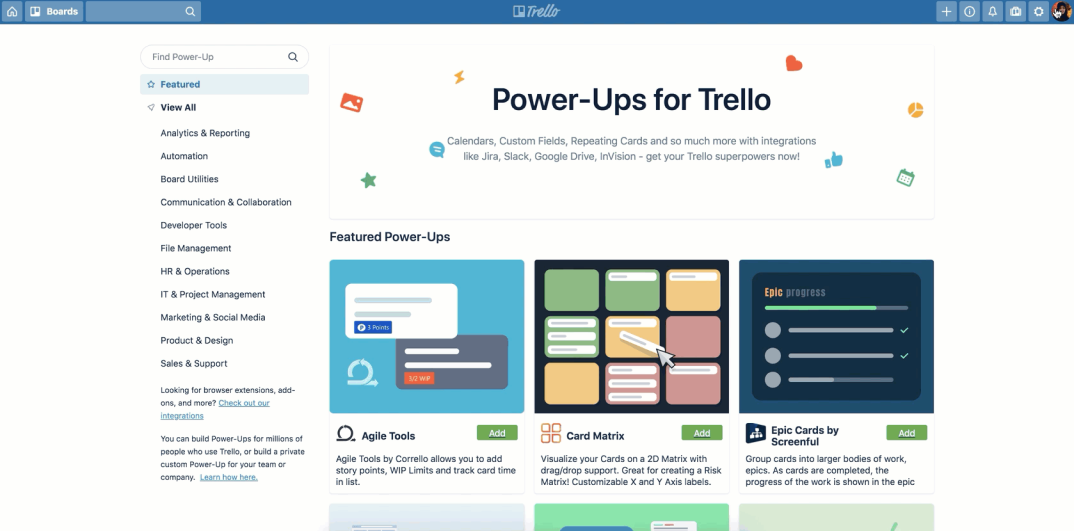 Boards
Trello
Find Power-Up
Featured
View All
Analytics & Reporting
Automation
Board Utilities
Communication & Collaboration
Developer Tools
File Management
HR & Operations
IT & Project Management
Marketing & Social Media
Product & Design
Sales & Support
Looking for browser extensions, add-
ons, and more? Check out our
integrations
You can build Power-Ups for millions of
people who use Trello, or build a private
custom Power-Up for your team or
company. Learn how here.
Power-Ups for Trello
Calendars, Custom Fields, Repeating Cards and so much more with integrations
like Jira, Slack, Google Drive, InVision - get your Trello superpowers now!
Featured Power-Ups
P 3 Points
3/2 WIP
Agile Tools
Add
Agile Tools by Corrello allows you to add
story points, WIP Limits and track card time
in list.
Card Matrix
Add
Visualize your Cards on a 2D Matrix with
drag/drop support. Great for creating a Risk
Matrix! Customizable X and Y Axis labels.
Epic progress
Epic Cards by
Screenful
Add
Group cards into larger bodies of work,
epics. As cards are completed, the
progress of the work is shown in the epic